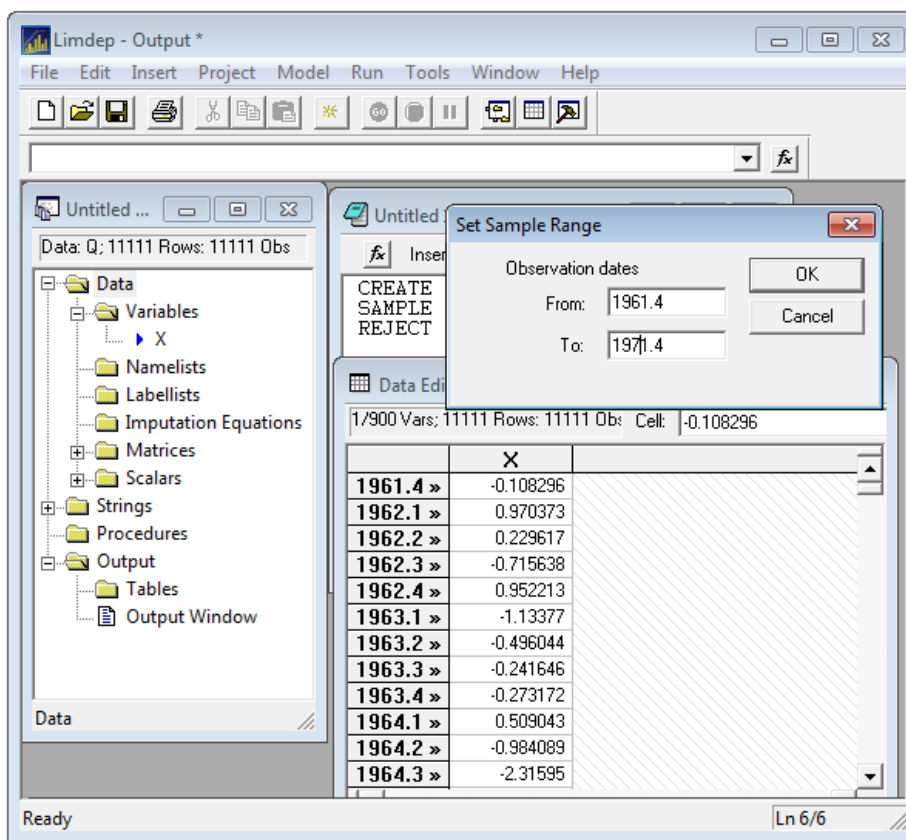 Limdep - Output *
File Edit Insert Project Model Run Tools Window Help
GO
fx
Untitled ...
Data: Q; 11111 Rows: 11111 Obs
Data
Variables
X
Namelists
Labellists
Imputation Equations
Matrices
Scalars
Strings
Procedures
Output
Tables
Output Window
Data
Untitled
fx Inser
CREATE
SAMPLE
REJECT
Set Sample Range
Observation dates
From: 1961.4
To: 1971.4
OK
Cancel
Data Edi
1/900 Vars; 11111 Rows: 11111 Obs Cell: -0.108296
X
1961.4 » -0.108296
1962.1 » 0.970373
1962.2 » 0.229617
1962.3 » -0.715638
1962.4 » 0.952213
1963.1 » -1.13377
1963.2 » -0.496044
1963.3 » -0.241646
1963.4 » -0.273172
1964.1 » 0.509043
1964.2 » -0.984089
1964.3 » -2.31595
Ready Ln 6/6